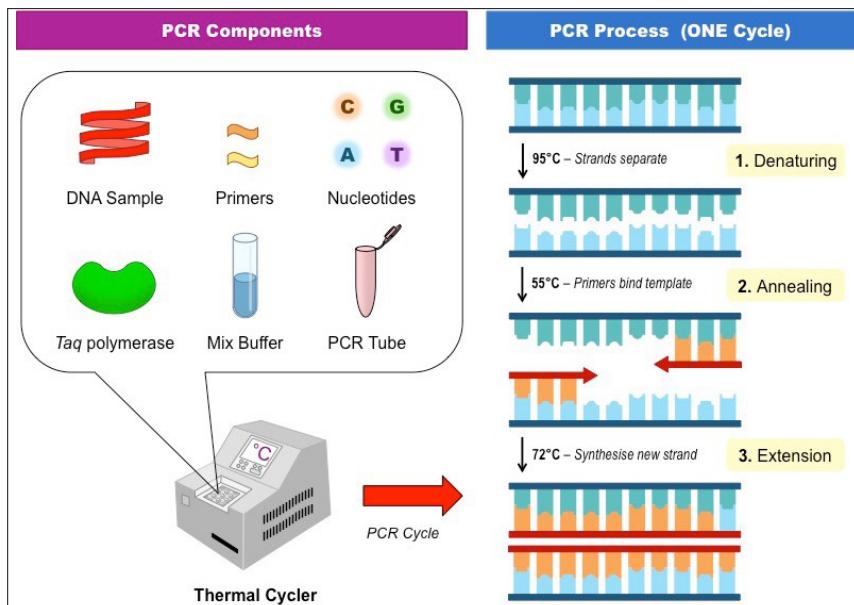 PCR Components
DNA Sample
Primers
C
G
A
T
Nucleotides
Taq polymerase
Mix Buffer
PCR Tube
°C
Thermal Cycler
PCR Cycle
PCR Process (ONE Cycle)
95°C – Strands separate
1. Denaturing
55°C – Primers bind template
2. Annealing
72°C – Synthesise new strand
3. Extension